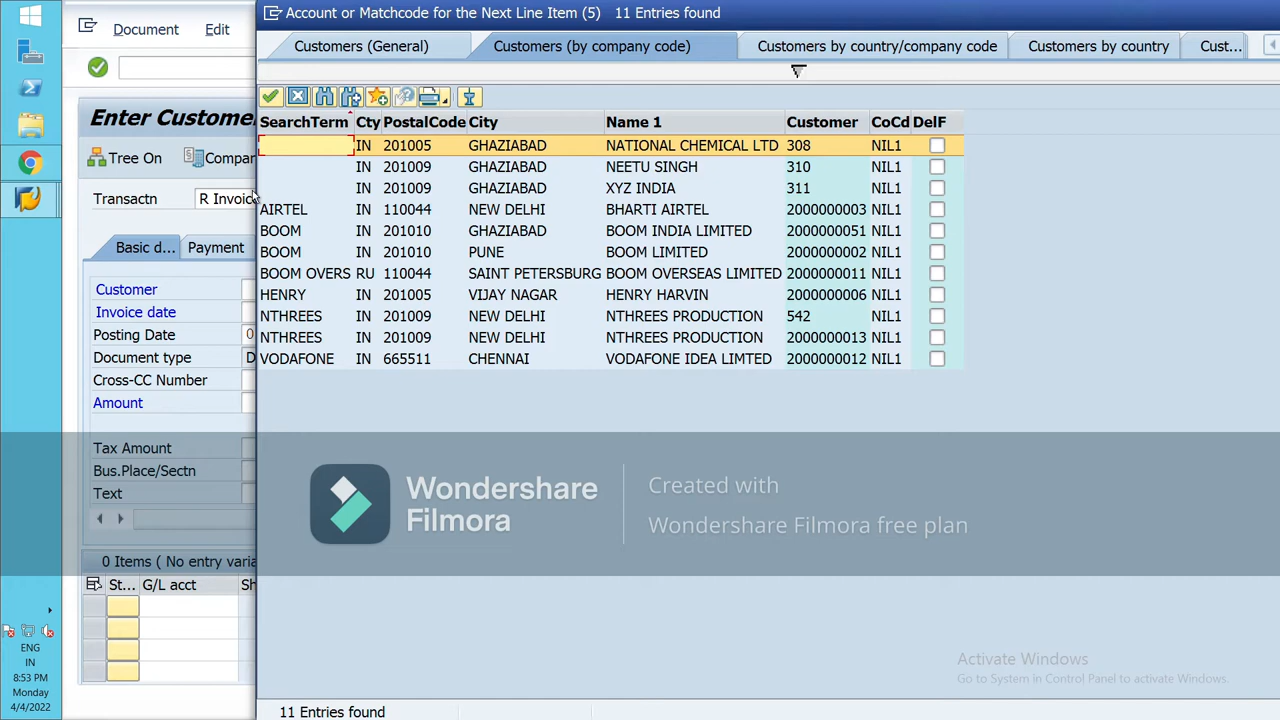 Account or Matchcode for the Next Line Item (5) 11 Entries found
Document Edit
Customers (General) Customers (by company code) Customers by country/company code Customers by country Cust...
Enter Custome
SearchTerm Cty PostalCode City Name 1 Customer CoCd DelF
IN 201005 GHAZIABAD NATIONAL CHEMICAL LTD 308 NIL1
Tree On Compar
IN 201009 GHAZIABAD NEETU SINGH 310 NIL1
IN 201009 GHAZIABAD XYZ INDIA 311 NIL1
Transactn R Invoic
AIRTEL IN 110044 NEW DELHI BHARTI AIRTEL 2000000003 NIL1
BOOM IN 201010 GHAZIABAD BOOM INDIA LIMITED 2000000051 NIL1
Basic d... Payment
BOOM IN 201010 PUNE BOOM LIMITED 2000000002 NIL1
BOOM OVERS RU 110044 SAINT PETERSBURG BOOM OVERSEAS LIMITED 2000000011 NIL1
Customer
HENRY IN 201005 VIJAY NAGAR HENRY HARVIN 2000000006 NIL1
Invoice date
NTHREES IN 201009 NEW DELHI NTHREES PRODUCTION 542 NIL1
Posting Date 0
NTHREES IN 201009 NEW DELHI NTHREES PRODUCTION 2000000013 NIL1
Document type D
VODAFONE IN 665511 CHENNAI VODAFONE IDEA LIMTED 2000000012 NIL1
Cross-CC Number
Amount
Tax Amount
Bus.Place/Sectn
Text
Wondershare
Filmora
Created with
Wondershare Filmora free plan
0 Items ( No entry varia
St... G/L acct Sh
ENG
IN
8:53 PM
Monday
4/4/2022
Activate Windows
Go to System in Control Panel to activate Windows.
11 Entries found